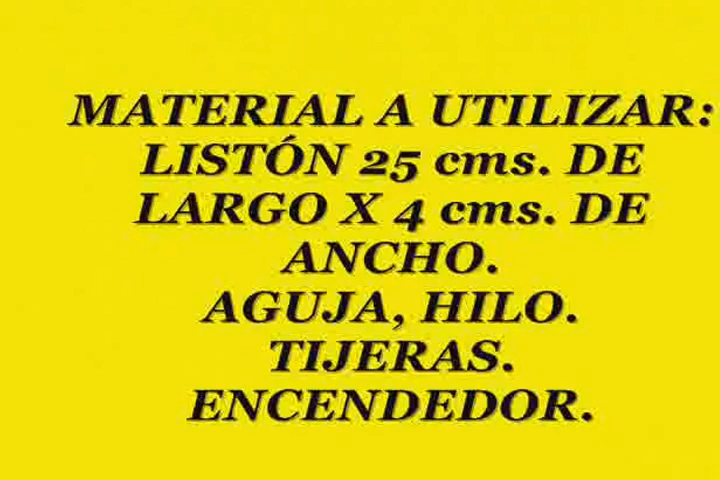 MATERIAL A UTILIZAR:
LISTÓN 25 cms. DE
LARGO X 4 cms. DE
ANCHO.
AGUJA, HILO.
TIJERAS.
ENCENDEDOR.